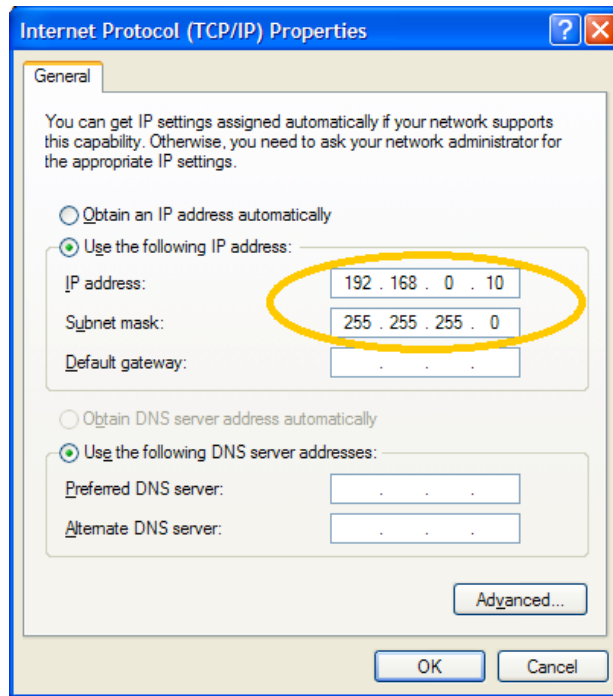 Internet Protocol (TCP/IP) Properties
General
You can get IP settings assigned automatically if your network supports
this capability. Otherwise, you need to ask your network administrator for
the appropriate IP settings.
Obtain an IP address automatically
Use the following IP address:
IP address: 192 . 168 . 0 . 10
Subnet mask: 255 . 255 . 255 . 0
Default gateway: . . .
Obtain DNS server address automatically
Use the following DNS server addresses:
Preferred DNS server: . . .
Alternate DNS server: . . .
Advanced...
OK Cancel